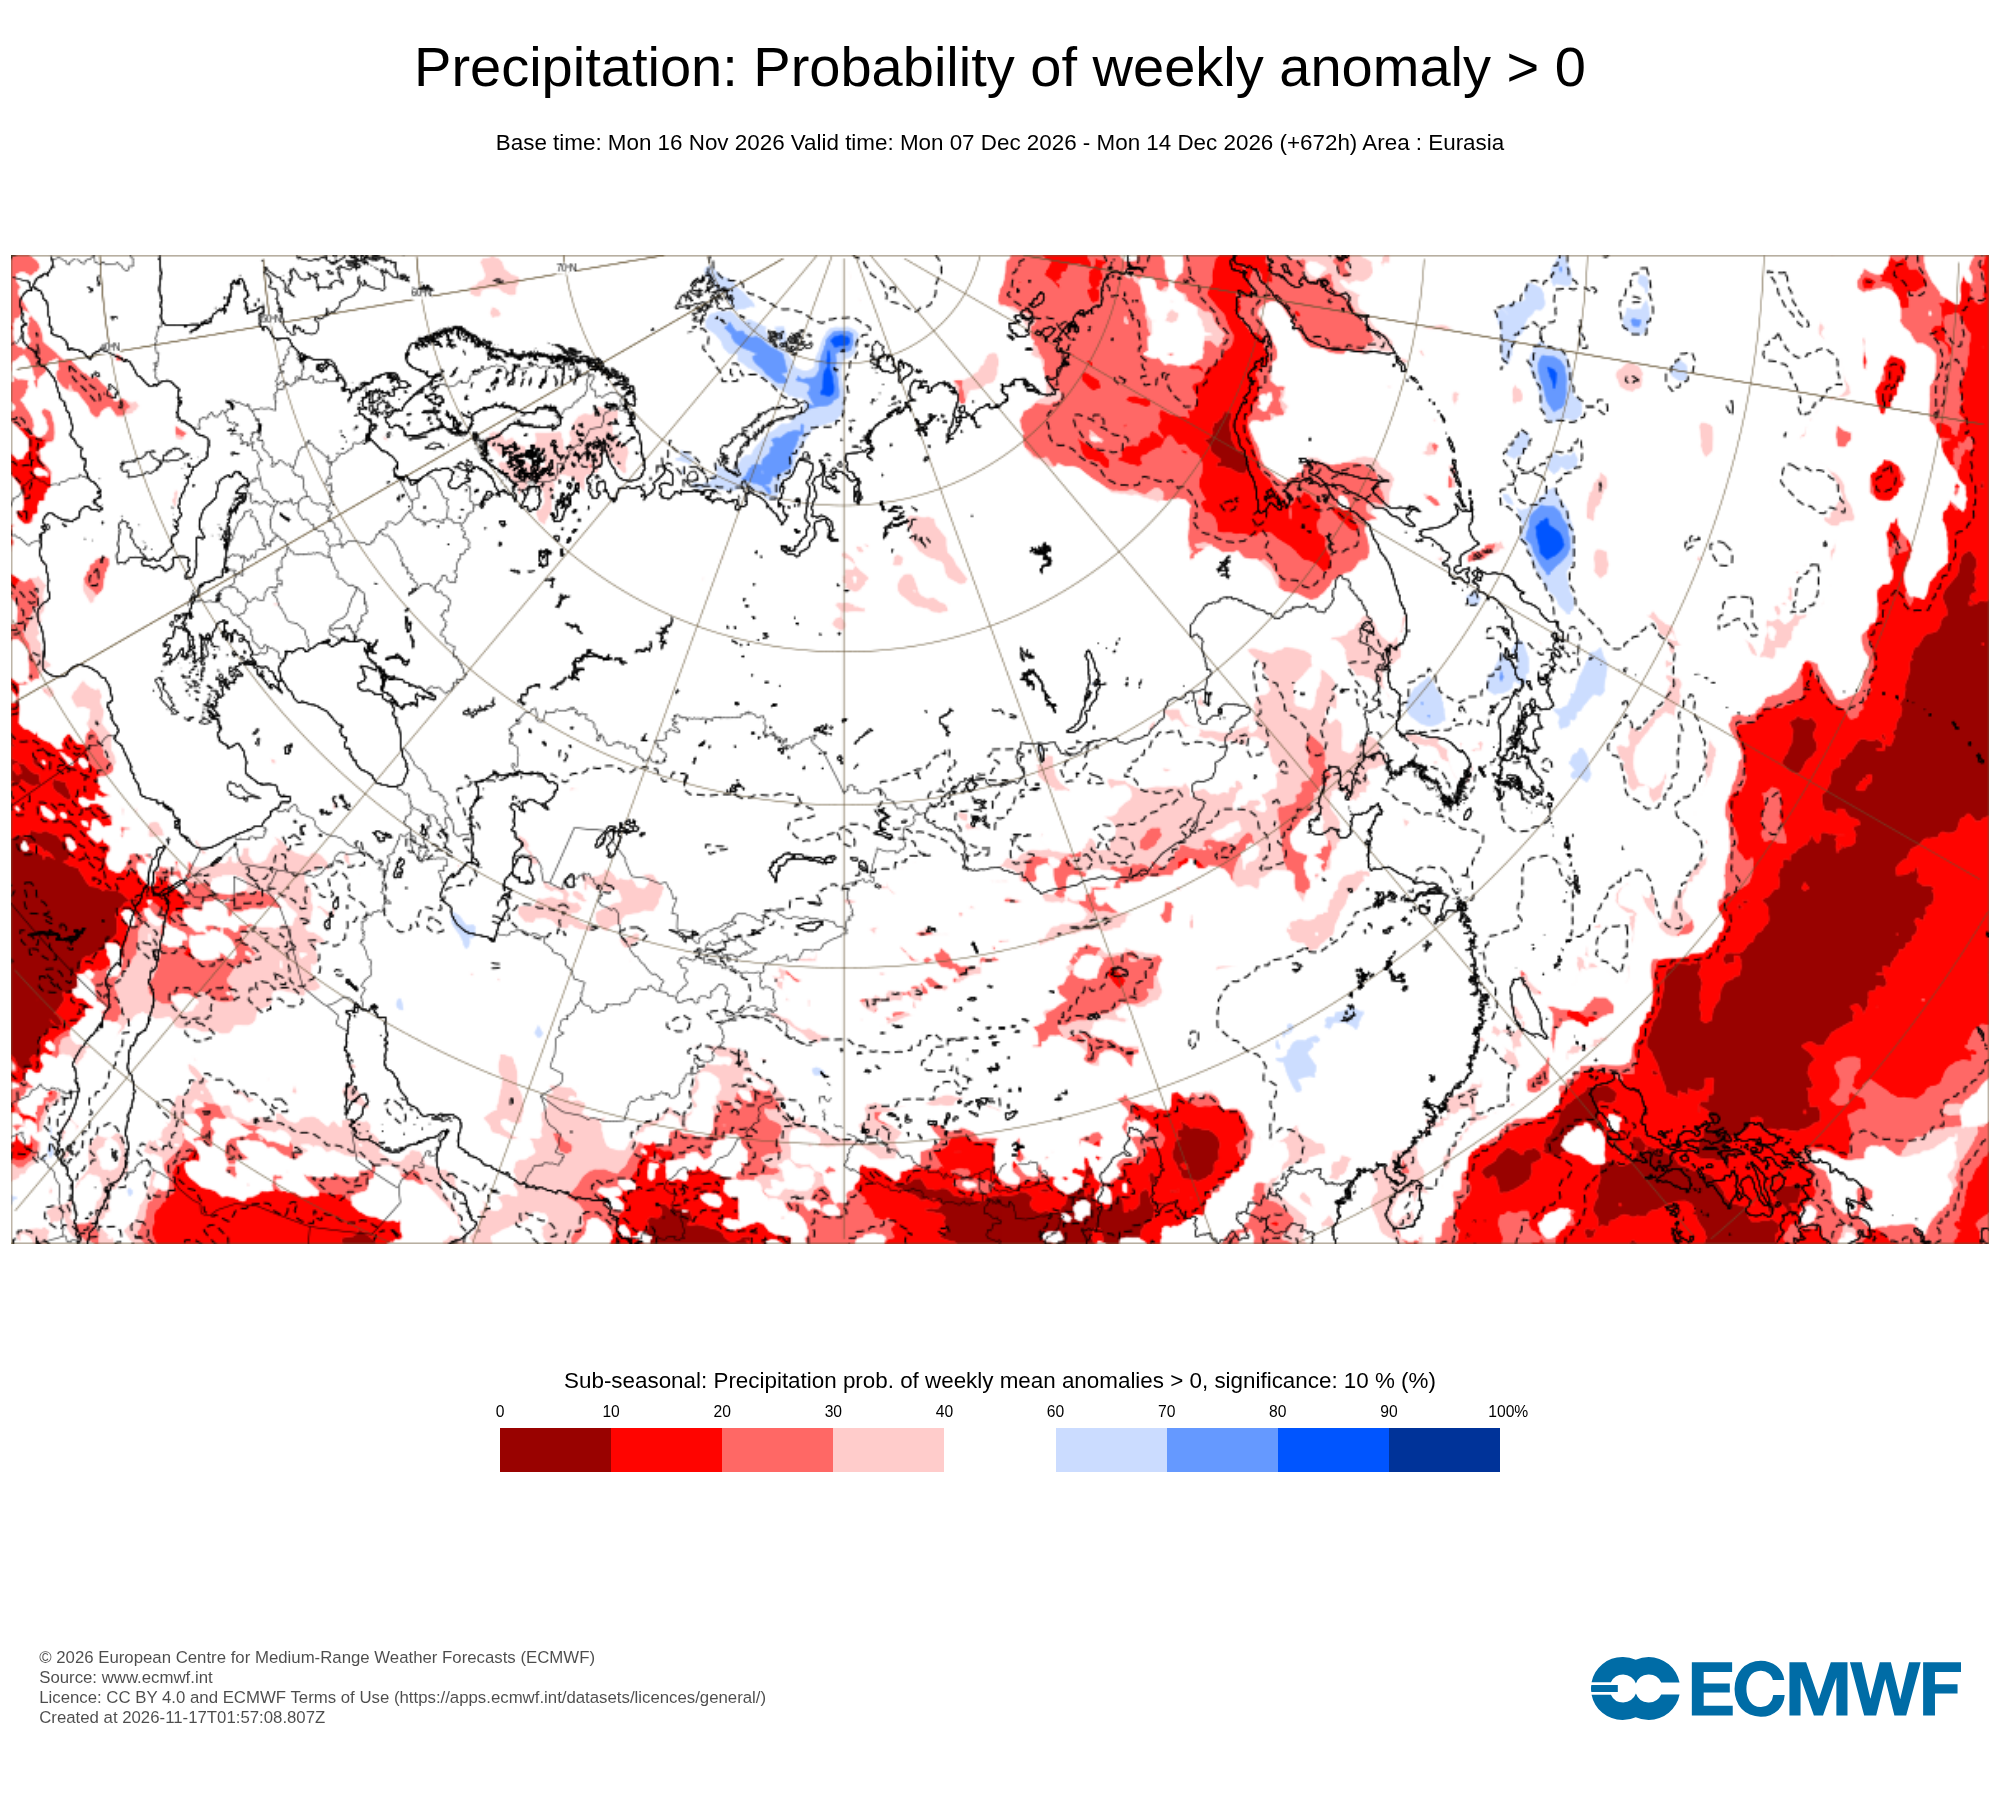 Precipitation: Probability of weekly anomaly > 0
Base time: Mon 16 Nov 2026 Valid time: Mon 07 Dec 2026 - Mon 14 Dec 2026 (+672h) Area : Eurasia
70°N
60°N
50°N
40°N
Sub-seasonal: Precipitation prob. of weekly mean anomalies > 0, significance: 10 % (%)
0 10 20 30 40 60 70 80 90 100%
© 2026 European Centre for Medium-Range Weather Forecasts (ECMWF)
Source: www.ecmwf.int
Licence: CC BY 4.0 and ECMWF Terms of Use (https://apps.ecmwf.int/datasets/licences/general/)
Created at 2026-11-17T01:57:08.807Z
ECMWF